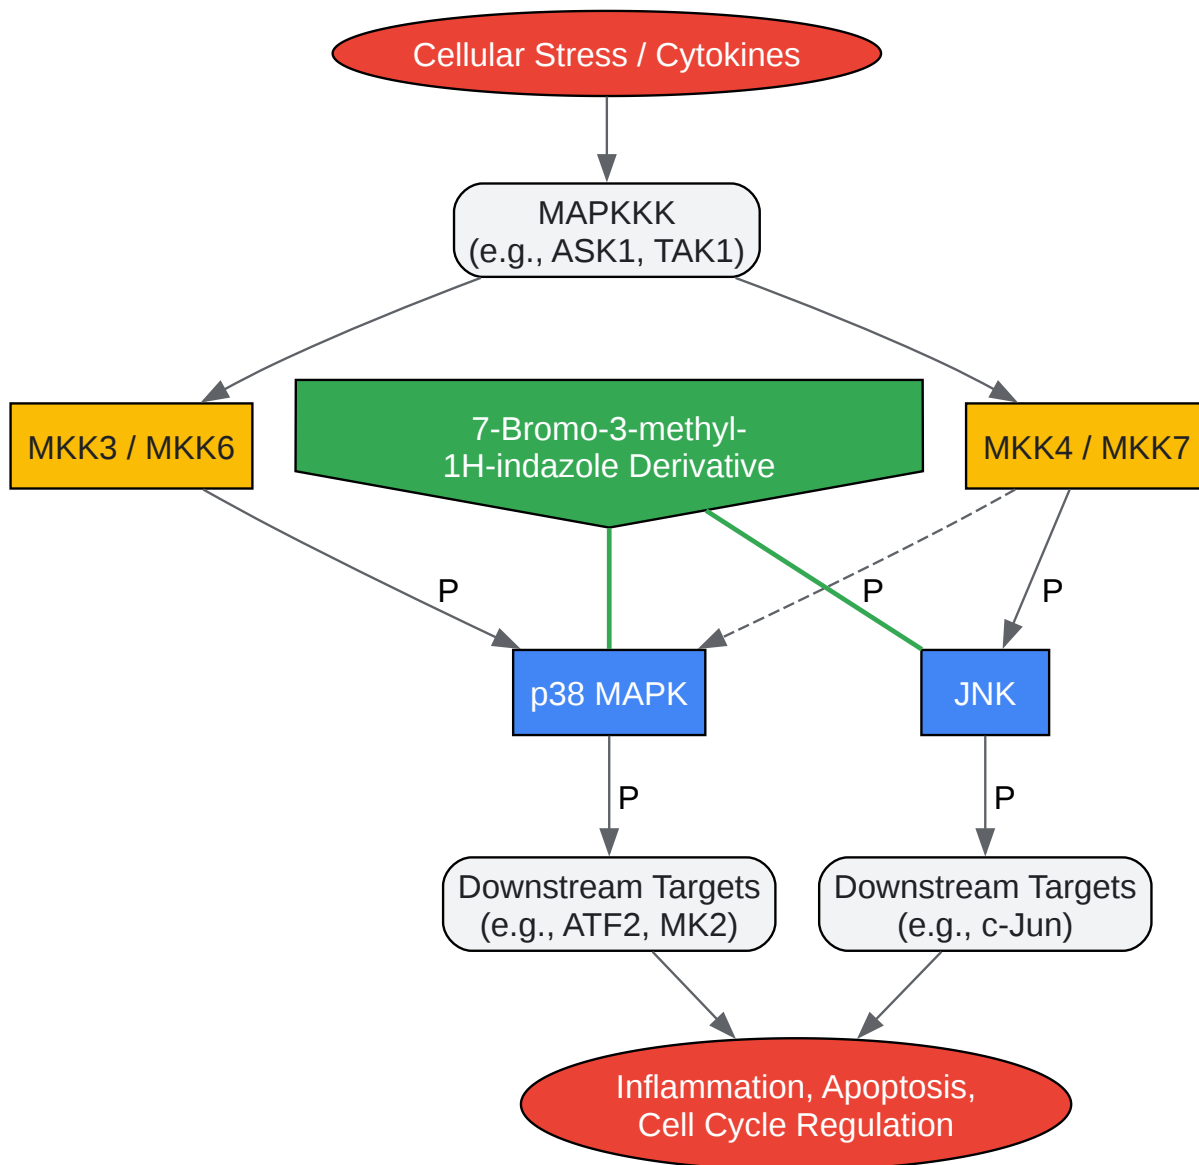 Cellular Stress / Cytokines
MAPKKK
(e.g., ASK1, TAK1)
MKK3 / MKK6
7-Bromo-3-methyl-
1H-indazole Derivative
MKK4 / MKK7
P
P
P
p38 MAPK
JNK
P
P
Downstream Targets
(e.g., ATF2, MK2)
Downstream Targets
(e.g., c-Jun)
Inflammation, Apoptosis,
Cell Cycle Regulation